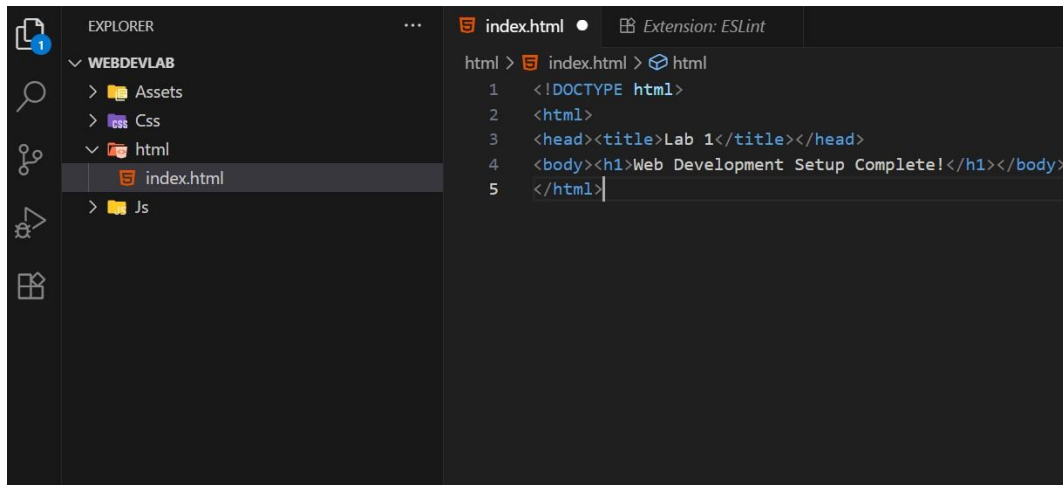 EXPLORER
WEBDEVLAB
Assets
Css
html
index.html
Js
1
index.html
Extension: ESLint
html > index.html > html
1 <!DOCTYPE html>
2 <html>
3 <head><title>Lab 1</title></head>
4 <body><h1>Web Development Setup Complete!</h1></body>
5 </html>